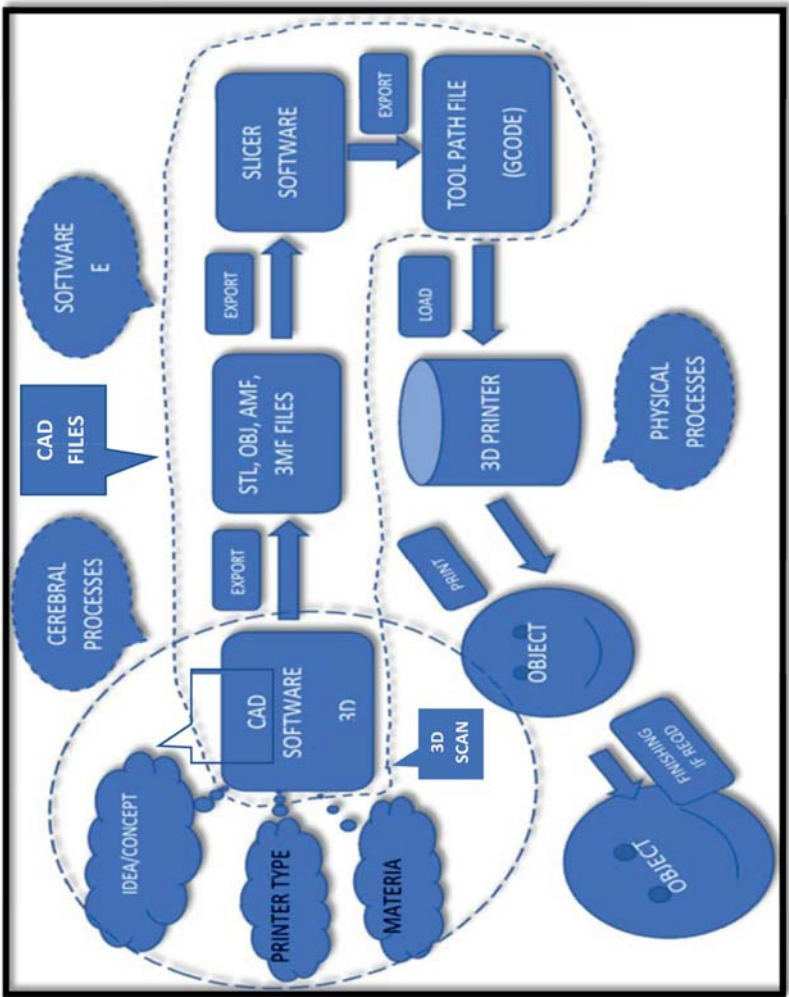 CEREBRAL
PROCESSES
CAD
FILES
SOFTWARE
E
IDEA/CONCEPT
PRINTER TYPE
MATERIA
CAD
SOFTWARE
3D
3D
SCAN
EXPORT
STL, OBJ, AMF,
3MF FILES
EXPORT
SLICER
SOFTWARE
EXPORT
TOOL PATH FILE
(GCODE)
LOAD
3D PRINTER
PRINT
OBJECT
FINISHING
IF REQD
OBJECT
PHYSICAL
PROCESSES